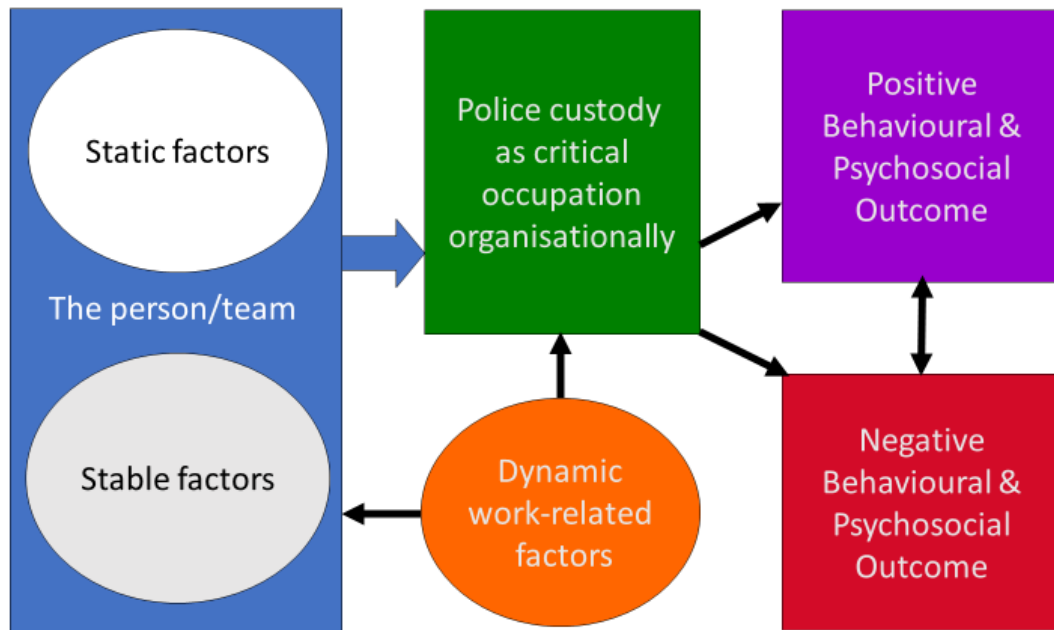 Static factors
The person/team
Stable factors
Police custody
as critical
occupation
organisationally
Dynamic
work-related
factors
Positive
Behavioural &
Psychosocial
Outcome
Negative
Behavioural &
Psychosocial
Outcome